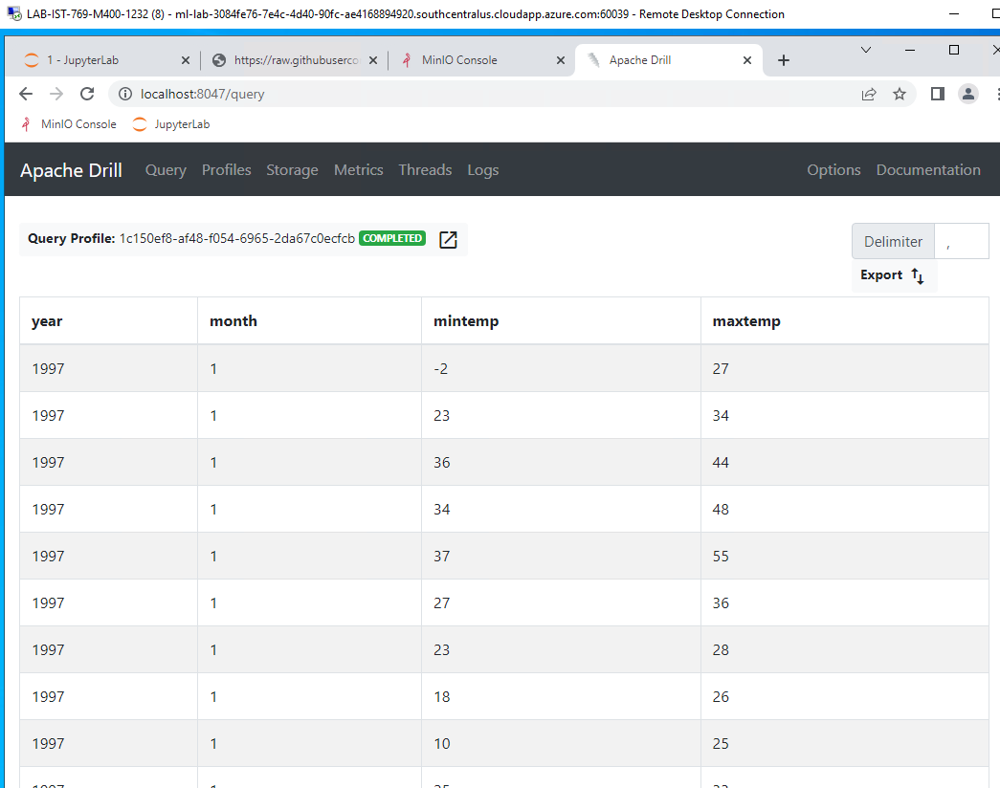 LAB-IST-769-M400-1232 (8) - ml-lab-3084fe76-7e4c-4d40-90fc-ae4168894920.southcentralus.cloudapp.azure.com:60039 - Remote Desktop Connection
1 - JupyterLab https://raw.githubuserco MinIO Console Apache Drill
localhost:8047/query
MinIO Console JupyterLab
Apache Drill Query Profiles Storage Metrics Threads Logs Options Documentation
Query Profile: 1c150ef8-af48-f054-6965-2da67c0ecfcb COMPLETED Delimiter ,
Export
year month mintemp maxtemp
1997 1 -2 27
1997 1 23 34
1997 1 36 44
1997 1 34 48
1997 1 37 55
1997 1 27 36
1997 1 23 28
1997 1 18 26
1997 1 10 25